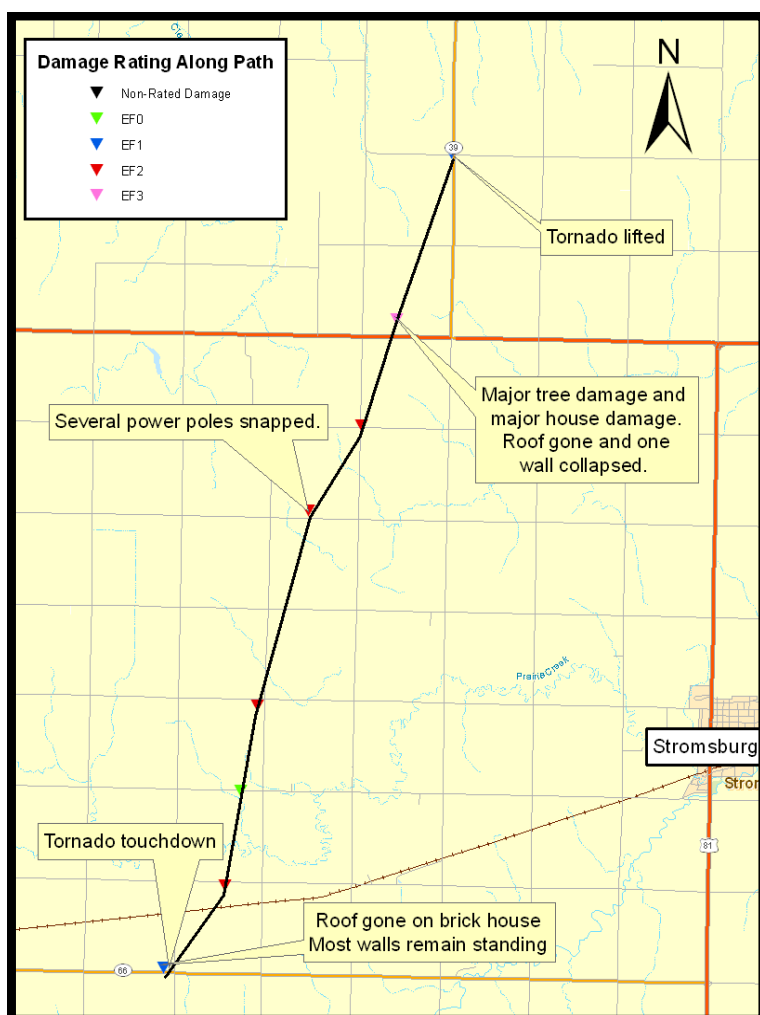 Cle
Damage Rating Along Path
Non-Rated Damage
EF0
EF1
EF2
EF3
N
39
Tornado lifted
Major tree damage and
major house damage.
Roof gone and one
wall collapsed.
Several power poles snapped.
Prairie Creek
Stromsburg
Stron
81
Tornado touchdown
Roof gone on brick house
Most walls remain standing
66